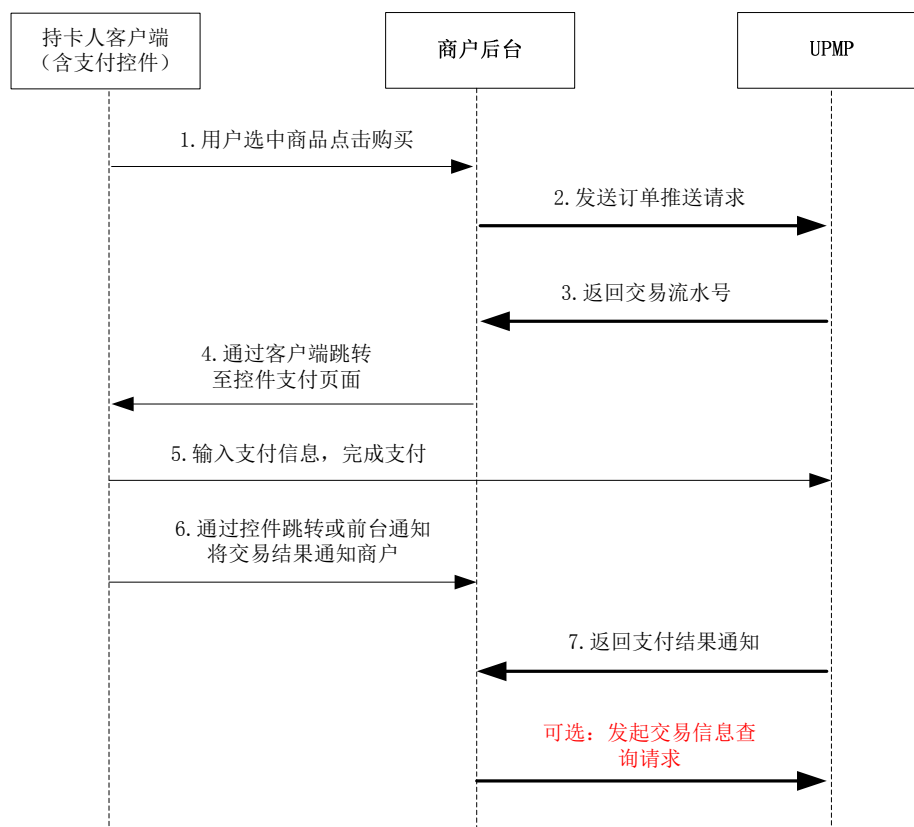 持卡人客户端
（含支付控件）
商户后台
UPMP
1.用户选中商品点击购买
2.发送订单推送请求
3.返回交易流水号
4.通过客户端跳转
至控件支付页面
5.输入支付信息，完成支付
6.通过控件跳转或前台通知
将交易结果通知商户
7.返回支付结果通知
可选：发起交易信息查
询请求